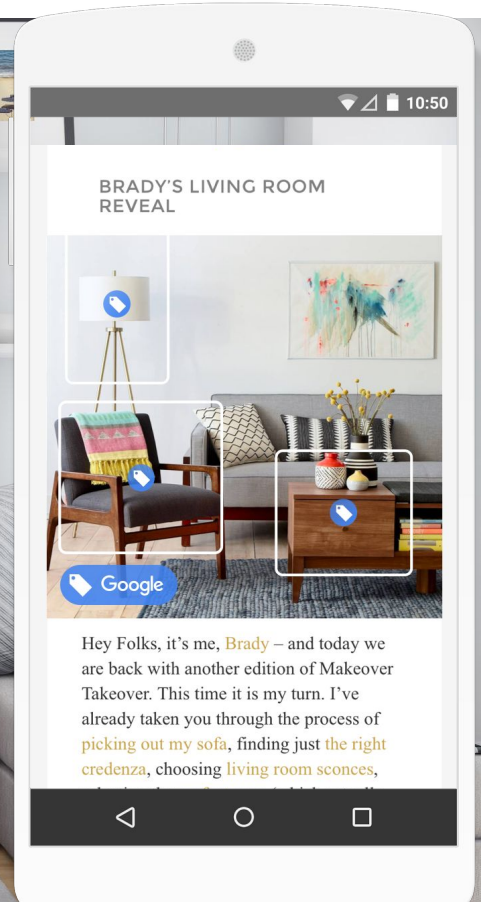 10:50
BRADY'S LIVING ROOM
REVEAL
Google
Hey Folks, it's me, Brady – and today we
are back with another edition of Makeover
Takeover. This time it is my turn. I've
already taken you through the process of
picking out my sofa, finding just the right
credenza, choosing living room sconces,